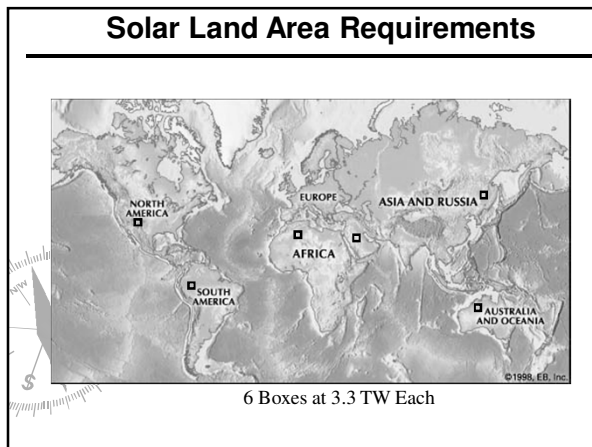 Solar Land Area Requirements
NORTH
AMERICA
EUROPE
ASIA AND RUSSIA
AFRICA
SOUTH
AMERICA
AUSTRALIA
AND OCEANIA
©1998, EB, Inc.
NW
S
6 Boxes at 3.3 TW Each